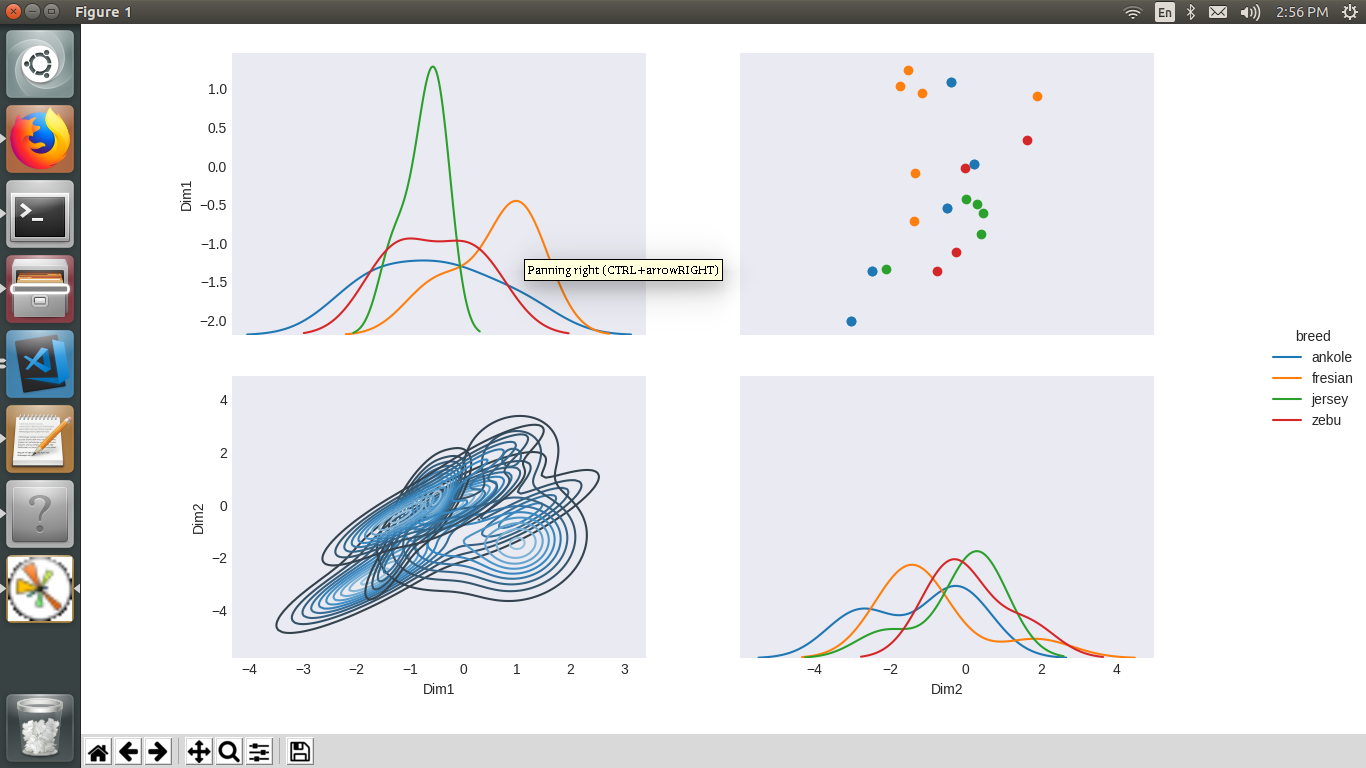 Figure 1
En
2:56 PM
1.0
0.5
0.0
−0.5
−1.0
−1.5
−2.0
Dim1
Panning right (CTRL+arrowRIGHT)
breed
ankole
fresian
jersey
zebu
4
2
0
−2
−4
Dim2
−4 −3 −2 −1 0 1 2 3
Dim1
−4 −2 0 2 4
Dim2